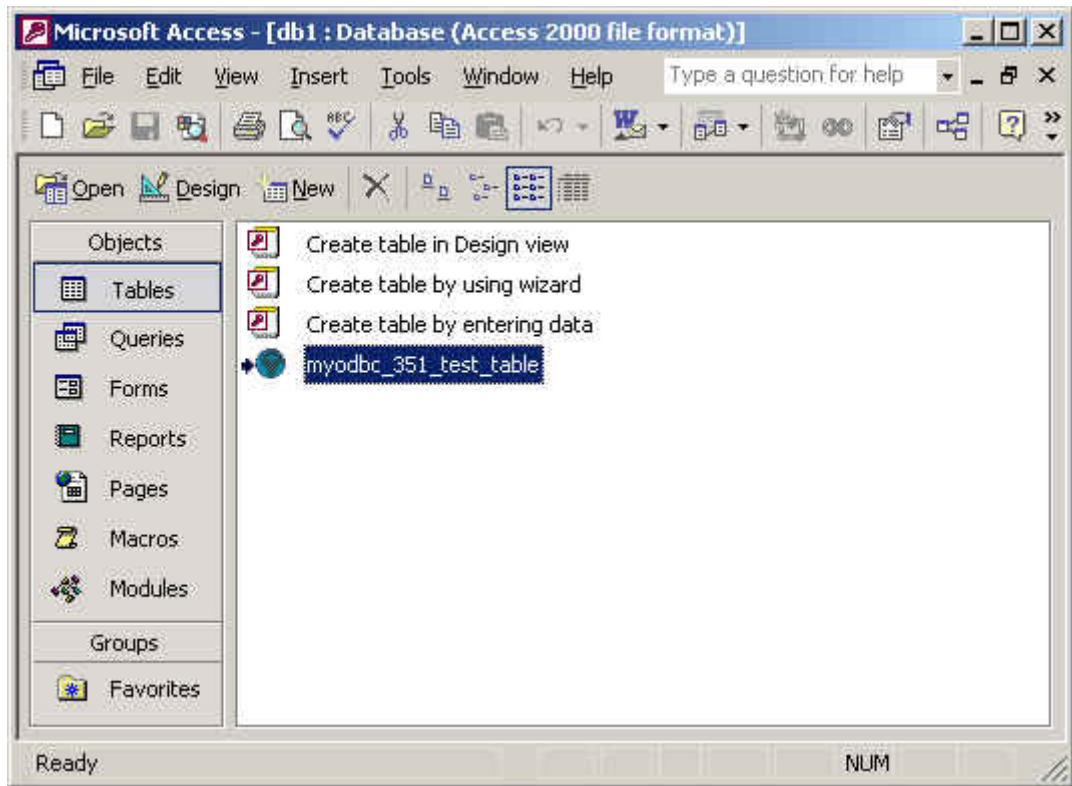 Microsoft Access - [db1 : Database (Access 2000 file format)]
File Edit View Insert Tools Window Help Type a question for help
ABC
Open Design New
Objects
Tables
Queries
Forms
Reports
Pages
Macros
Modules
Groups
Favorites
Create table in Design view
Create table by using wizard
Create table by entering data
myodbc_351_test_table
Ready NUM